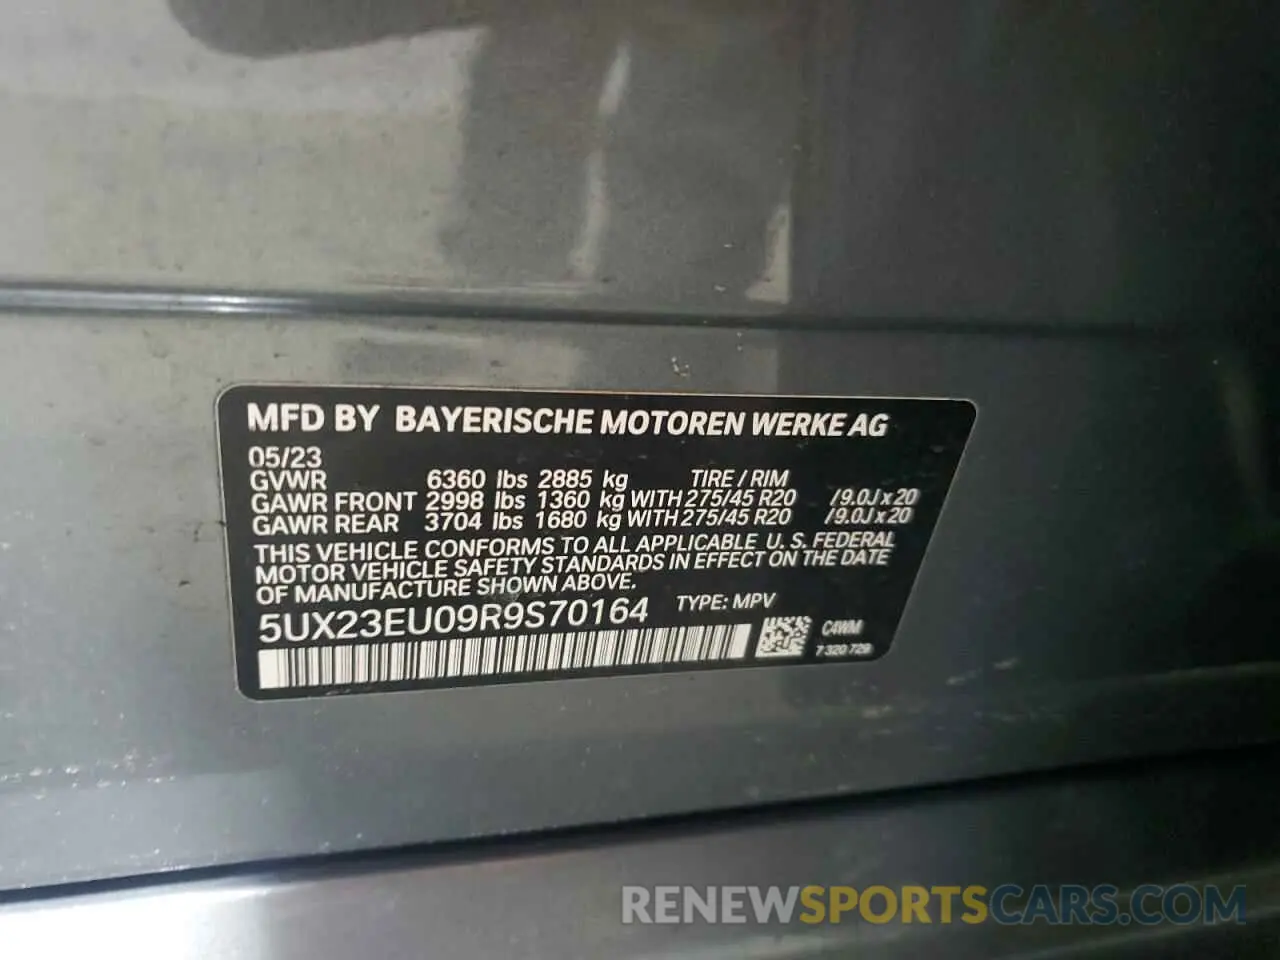 MFD BY BAYERISCHE MOTOREN WERKE AG
05/23
GVWR 6360 lbs 2885 kg TIRE / RIM
GAWR FRONT 2998 lbs 1360 kg WITH 275/45 R20 /9.0J x 20
GAWR REAR 3704 lbs 1680 kg WITH 275/45 R20 /9.0J x 20
THIS VEHICLE CONFORMS TO ALL APPLICABLE U. S. FEDERAL
MOTOR VEHICLE SAFETY STANDARDS IN EFFECT ON THE DATE
OF MANUFACTURE SHOWN ABOVE.
5UX23EU09R9S70164 TYPE: MPV
C4WM
7 320 729
RENEWSPORTSCARS.COM